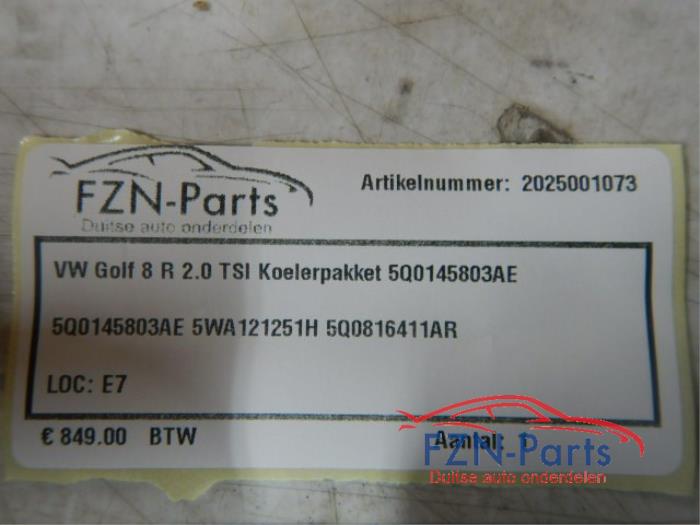 FZN-Parts
Duitse auto onderdelen
Artikelnummer: 2025001073
VW Golf 8 R 2.0 TSI Koelerpakket 5Q0145803AE
5Q0145803AE 5WA121251H 5Q0816411AR
LOC: E7
€ 849.00 BTW
Aantal: 1
FZN-Parts
Duitse auto onderdelen